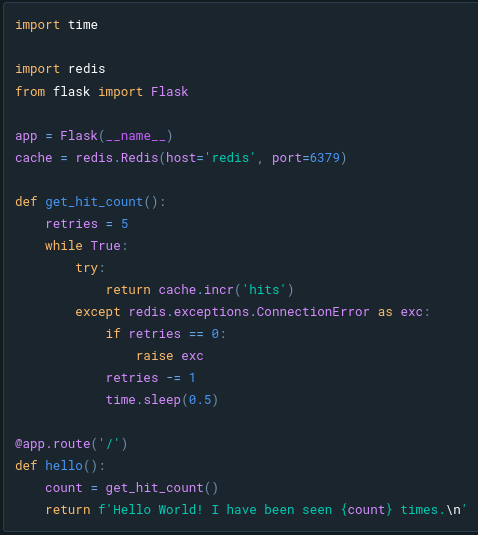 import time

import redis
from flask import Flask

app = Flask(__name__)
cache = redis.Redis(host='redis', port=6379)

def get_hit_count():
    retries = 5
    while True:
        try:
            return cache.incr('hits')
        except redis.exceptions.ConnectionError as exc:
            if retries == 0:
                raise exc
            retries -= 1
            time.sleep(0.5)

@app.route('/')
def hello():
    count = get_hit_count()
    return f'Hello World! I have been seen {count} times.\n'